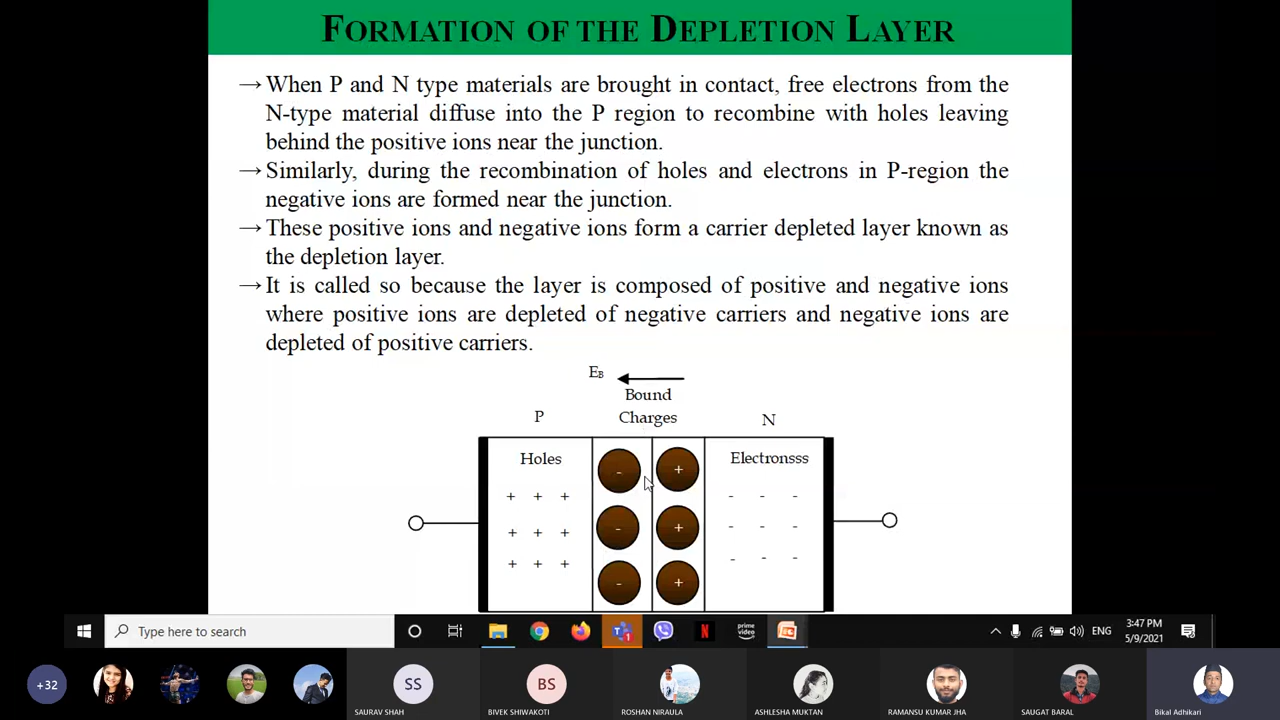 FORMATION OF THE DEPLETION LAYER
→ When P and N type materials are brought in contact, free electrons from the
N-type material diffuse into the P region to recombine with holes leaving
behind the positive ions near the junction.
→ Similarly, during the recombination of holes and electrons in P-region the
negative ions are formed near the junction.
→ These positive ions and negative ions form a carrier depleted layer known as
the depletion layer.
→ It is called so because the layer is composed of positive and negative ions
where positive ions are depleted of negative carriers and negative ions are
depleted of positive carriers.
EB
Bound
Charges
P
N
Holes
Electronsss
- +
+ + + - - -
+ + + - + - - -
+ + + - + - - -
Type here to search
prime video
ENG
3:47 PM
5/9/2021
+32
SS
BS
SAURAV SHAH
BIVEK SHIWAKOTI
ROSHAN NIRAULA
ASHLESHA MUKTAN
RAMANSU KUMAR JHA
SAUGAT BARAL
Bikal Adhikari